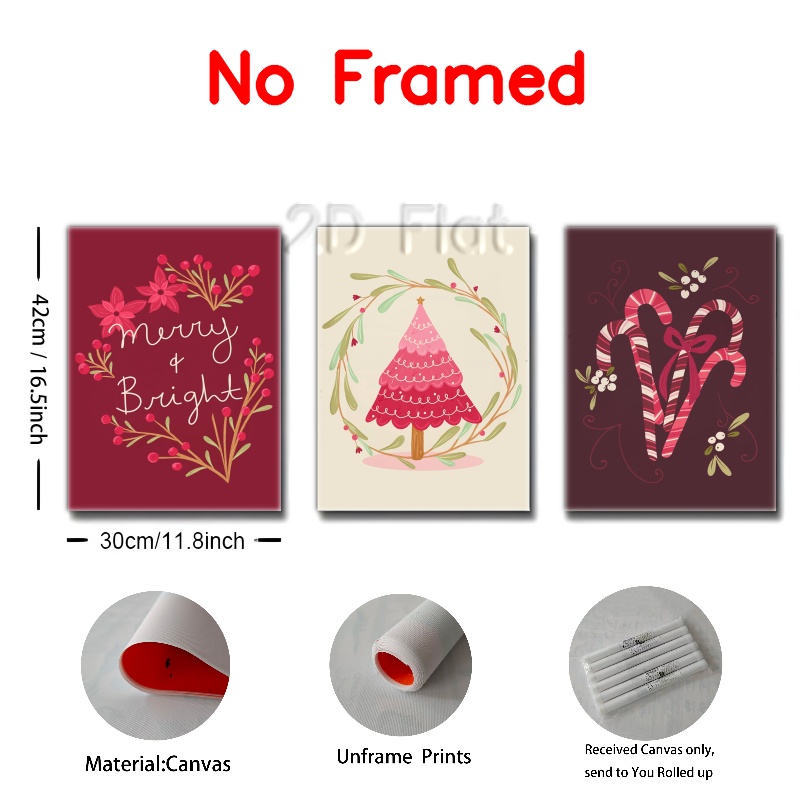 No Framed
2D Flat
42cm / 16.5inch
Merry
&
Bright
30cm/11.8inch
Material:Canvas
Unframe Prints
Received Canvas only,
send to You Rolled up